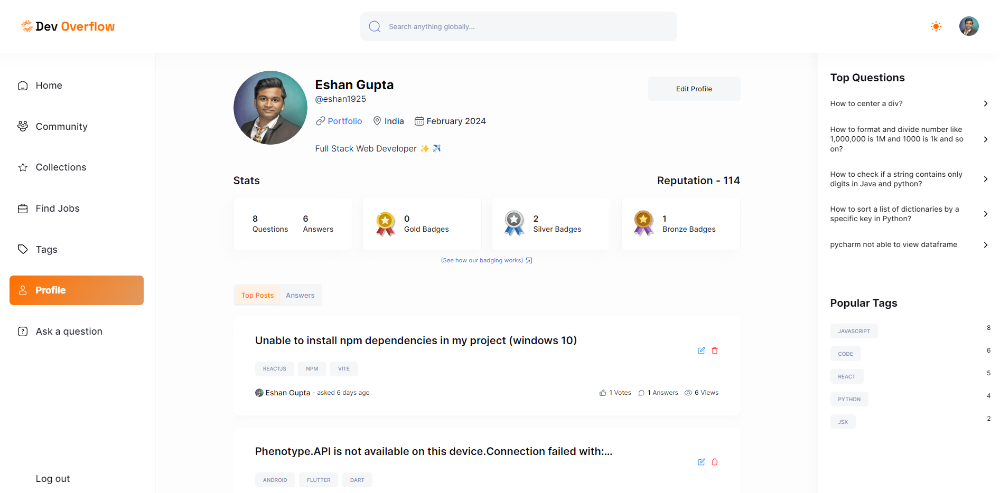 Dev Overflow
Search anything globally...
Home
Community
Collections
Find Jobs
Tags
Profile
Ask a question
Log out
Eshan Gupta
@eshan1925
Portfolio India February 2024
Full Stack Web Developer ✨ ✈️
Edit Profile
Stats
Reputation - 114
8 6
Questions Answers
0
Gold Badges
2
Silver Badges
1
Bronze Badges
(See how our badging works)
Top Posts Answers
Unable to install npm dependencies in my project (windows 10)
REACTJS NPM VITE
Eshan Gupta - asked 6 days ago
1 Votes 1 Answers 6 Views
Phenotype.API is not available on this device.Connection failed with:...
ANDROID FLUTTER DART
Top Questions
How to center a div?
How to format and divide number like
1,000,000 is 1M and 1000 is 1k and so
on?
How to check if a string contains only
digits in Java and python?
How to sort a list of dictionaries by a
specific key in Python?
pycharm not able to view dataframe
Popular Tags
JAVASCRIPT 8
CODE 6
REACT 5
PYTHON 4
JSX 2